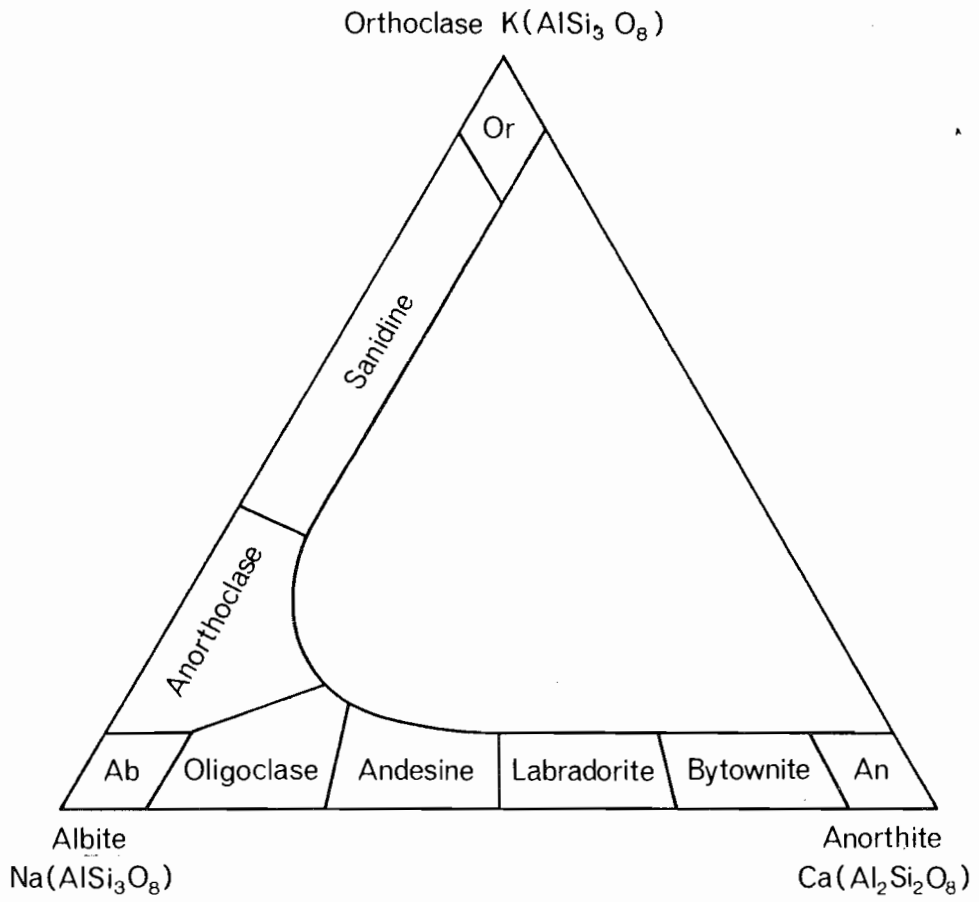 Orthoclase K(AlSi₃ O₈)
Or
Sanidine
Anorthoclase
Ab Oligoclase Andesine Labradorite Bytownite An
Albite Anorthite
Na(AlSi₃O₈) Ca(Al₂Si₂O₈)